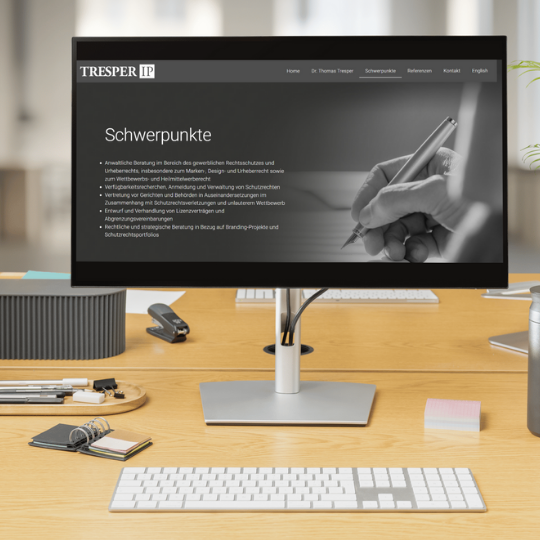 TRESPER IP
Home Dr. Thomas Tresper Schwerpunkte Referenzen Kontakt English
Schwerpunkte
Anwaltliche Beratung im Bereich des gewerblichen Rechtsschutzes und
Urheberrechts, insbesondere zum Marken-, Design- und Urheberrecht sowie
zum Wettbewerbs- und Heilmittelwerberecht
Verfügbarkeitsrecherchen, Anmeldung und Verwaltung von Schutzrechten
Vertretung vor Gerichten und Behörden in Auseinandersetzungen im
Zusammenhang mit Schutzrechtsverletzungen und unlauterem Wettbewerb
Entwurf und Verhandlung von Lizenzverträgen und
Abgrenzungsvereinbarungen
Rechtliche und strategische Beratung in Bezug auf Branding-Projekte und
Schutzrechtsportfolios